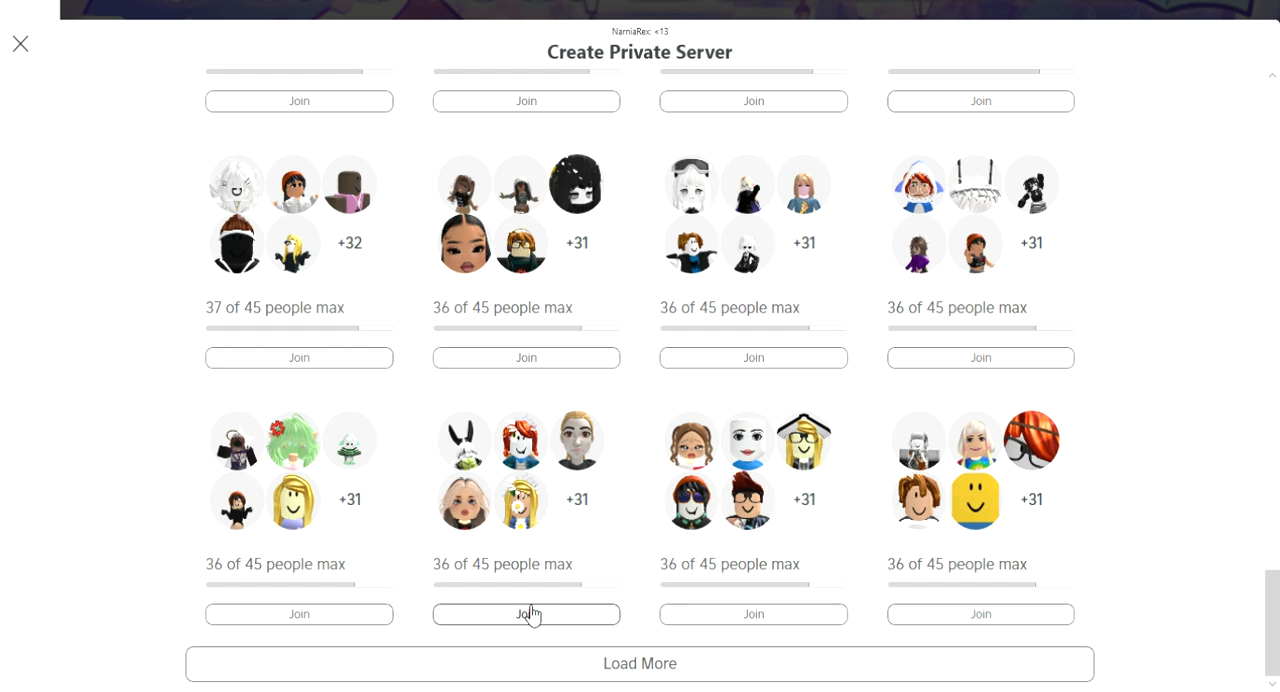 NarniaRex: <13
Create Private Server
Join Join Join Join
+32 +31 +31 +31
37 of 45 people max 36 of 45 people max 36 of 45 people max 36 of 45 people max
Join Join Join Join
+31 +31 +31 +31
36 of 45 people max 36 of 45 people max 36 of 45 people max 36 of 45 people max
Join Join Join Join
Load More